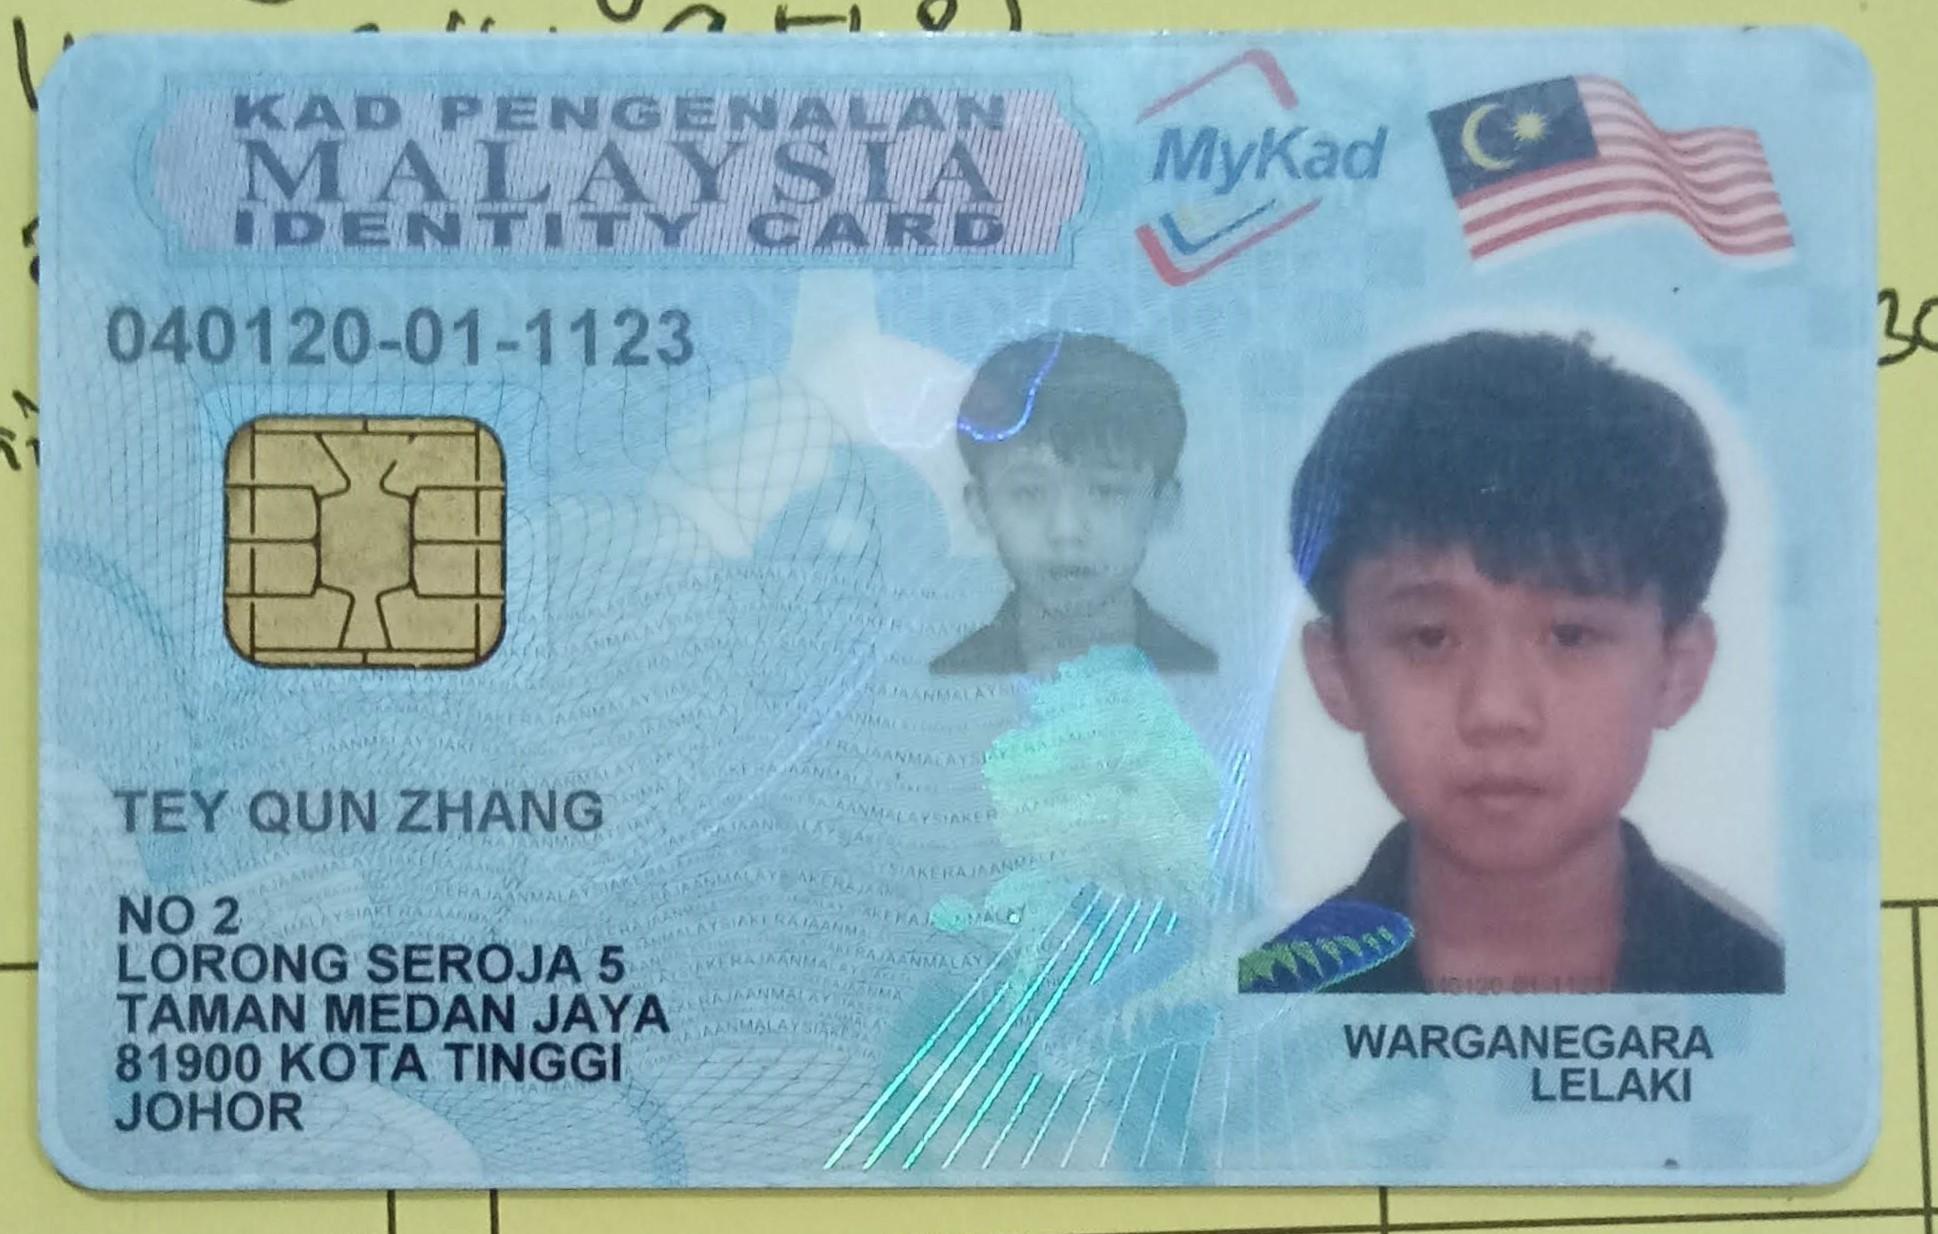 KAD PENGENALAN
MALAYSIA
IDENTITY CARD
MyKad
040120-01-1123
TEY QUN ZHANG
NO 2
LORONG SEROJA 5
TAMAN MEDAN JAYA
81900 KOTA TINGGI
JOHOR
WARGANEGARA
LELAKI